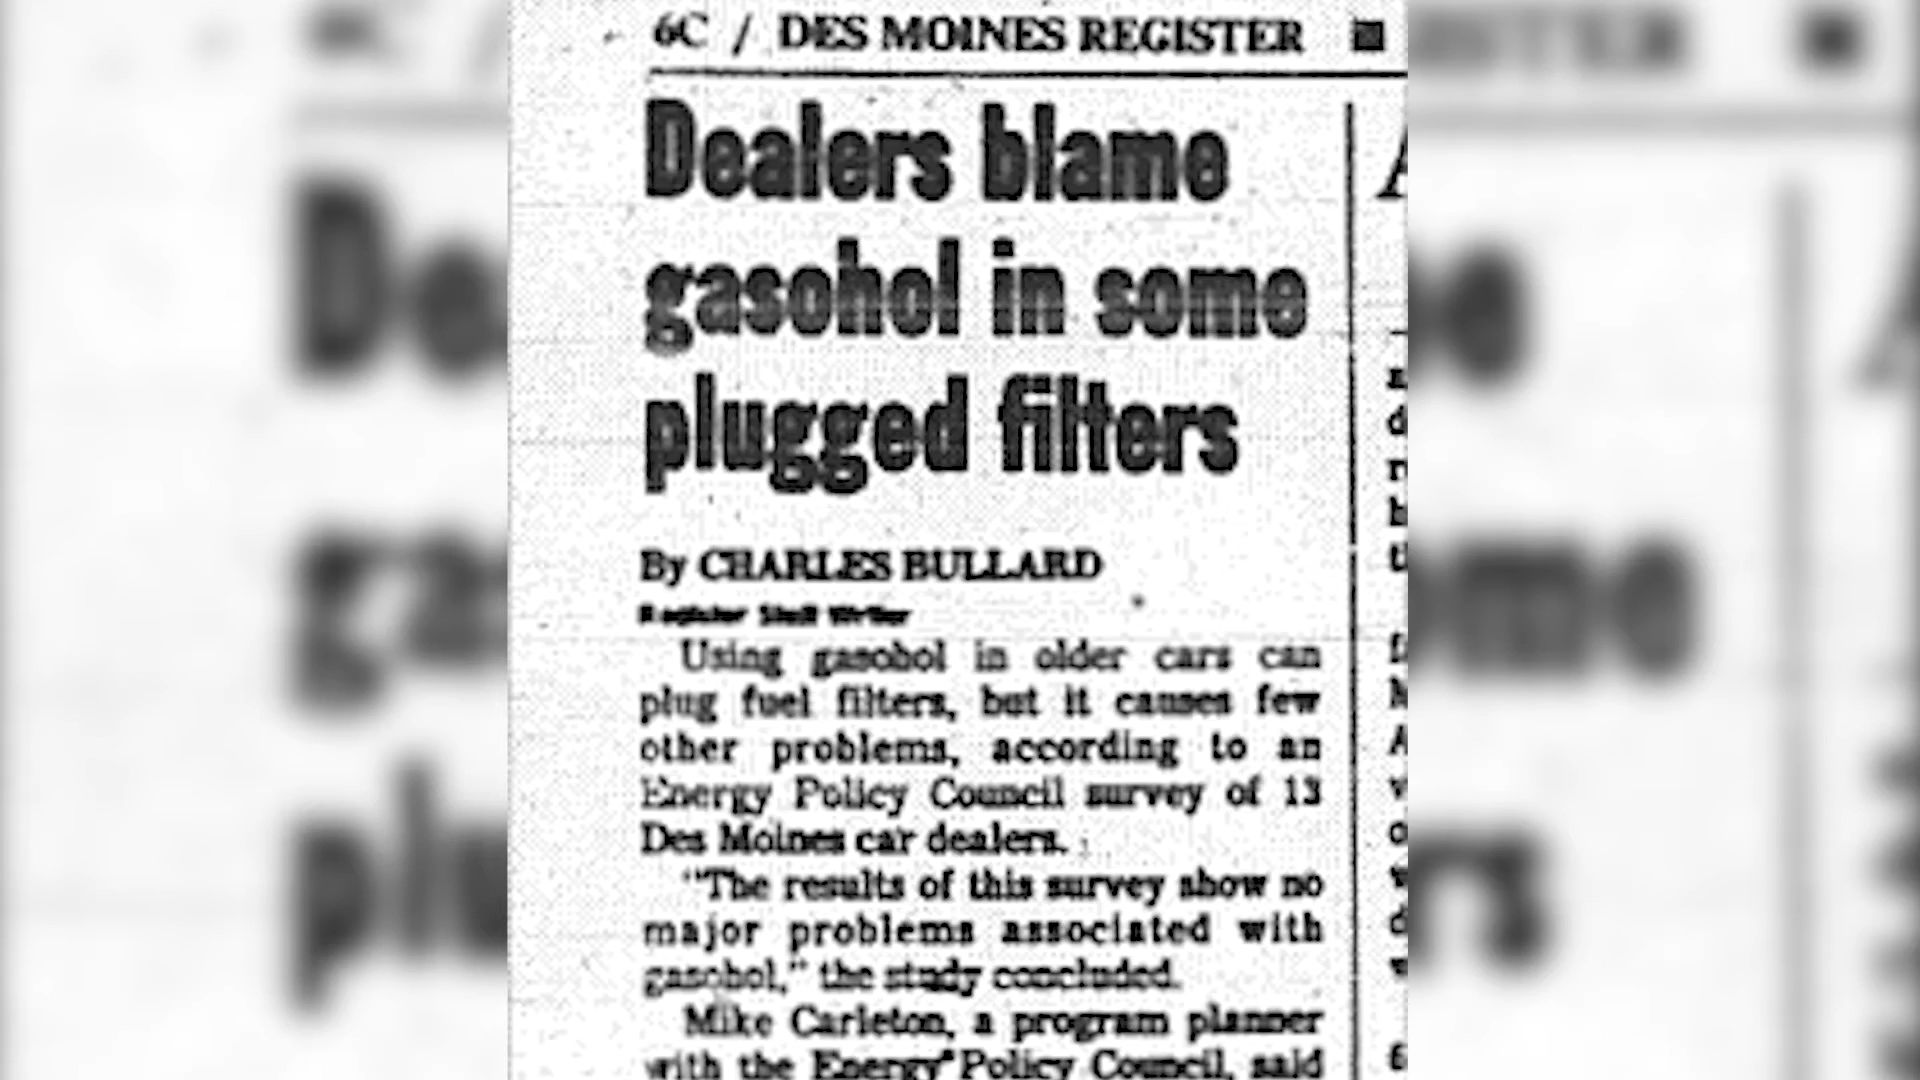 6C / DES MOINES REGISTER ■
Dealers blame
gasohol in some
plugged filters
By CHARLES BULLARD
Register Staff Writer
Using gasohol in older cars can
plug fuel filters, but it causes few
other problems, according to an
Energy Policy Council survey of 13
Des Moines car dealers.
"The results of this survey show no
major problems associated with
gasohol," the study concluded.
Mike Carleton, a program planner
with the Energy Policy Council, said